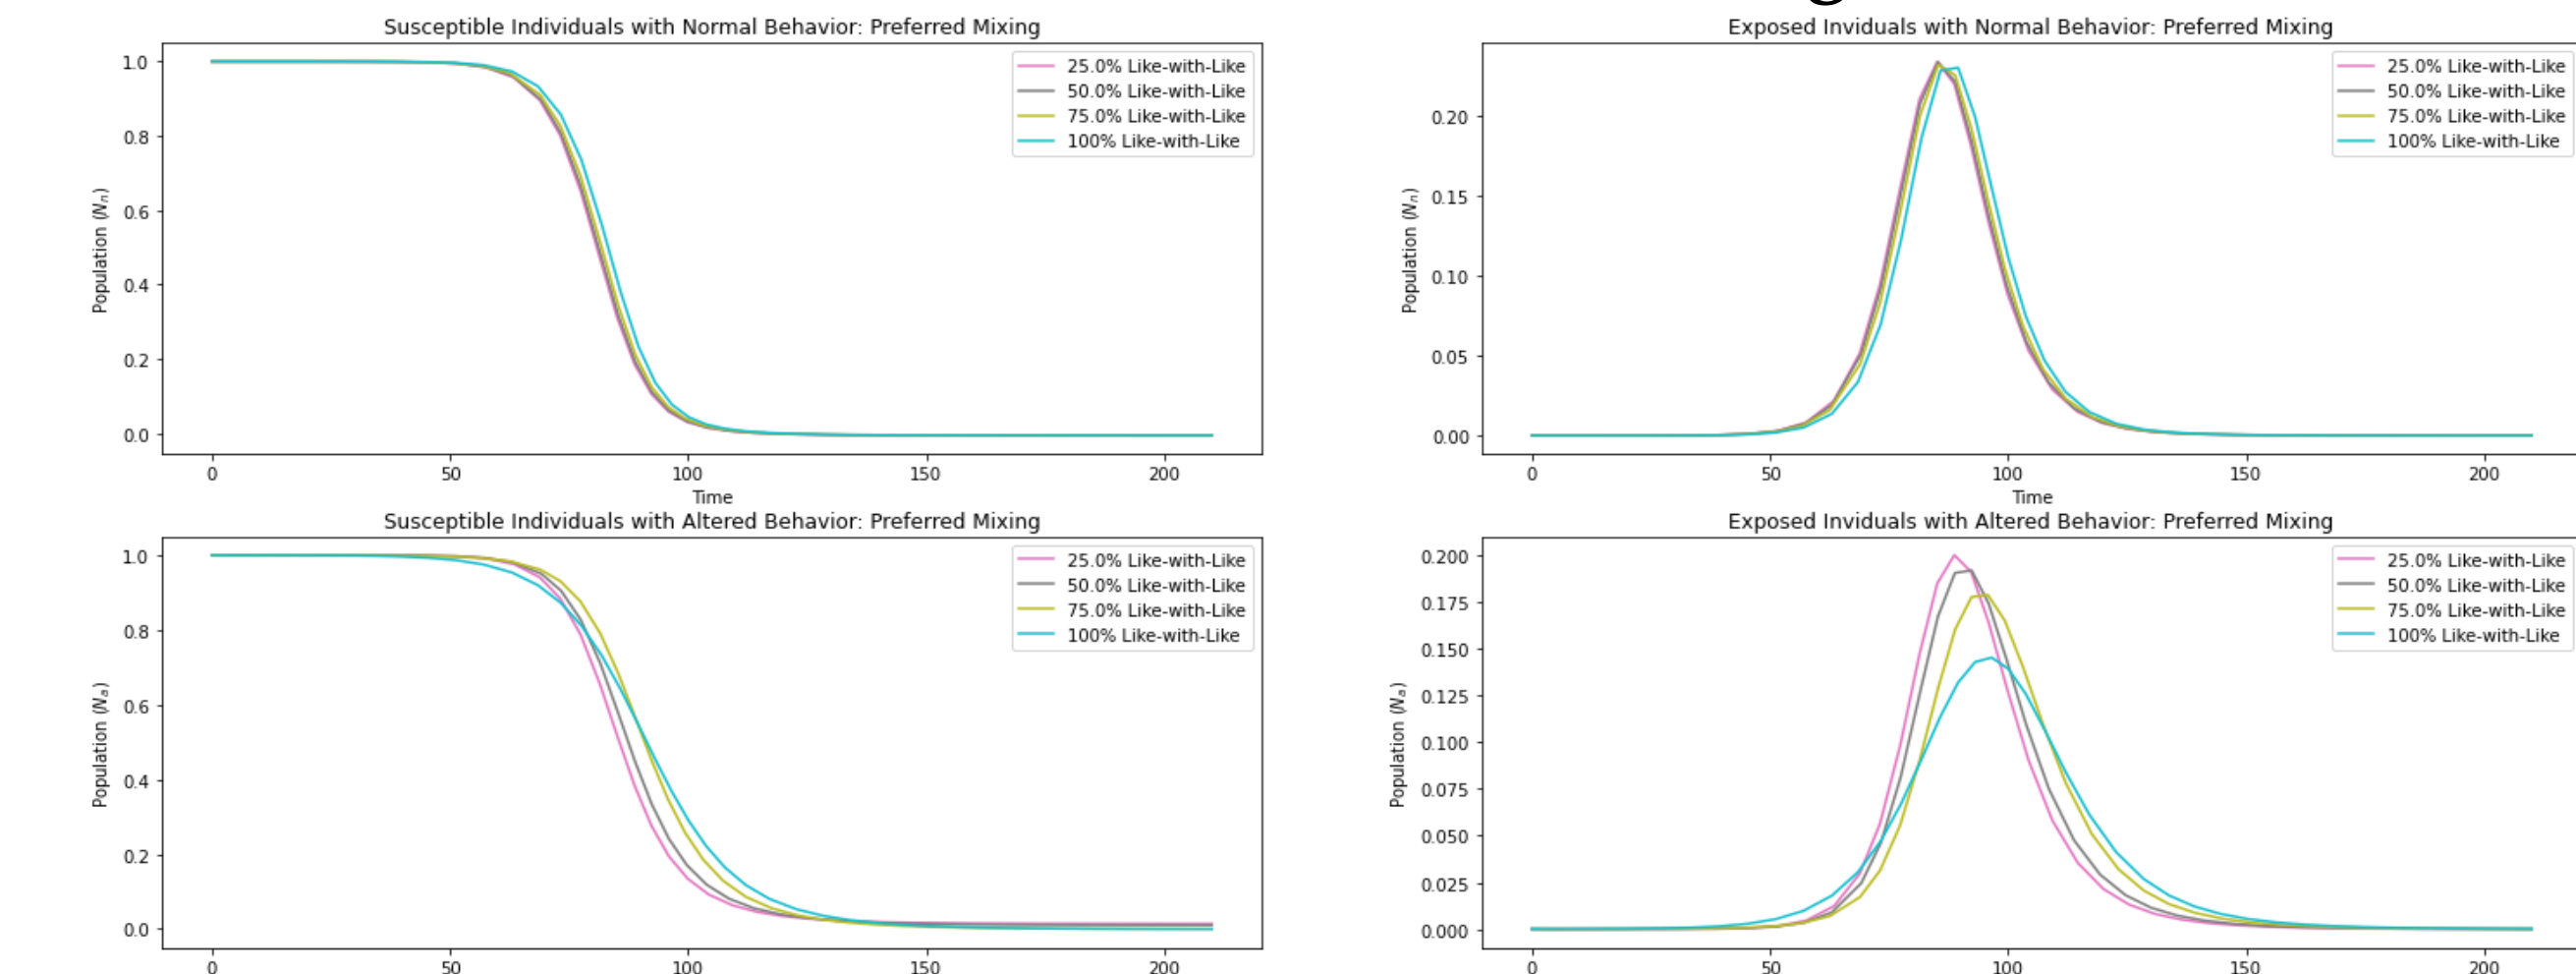 Susceptible Individuals with Normal Behavior: Preferred Mixing
1.0
0.8
0.6
0.4
0.2
0.0
Population (Nₙ)
25.0% Like-with-Like
50.0% Like-with-Like
75.0% Like-with-Like
100% Like-with-Like
0 50 100 150 200
Time
Exposed Inviduals with Normal Behavior: Preferred Mixing
0.20
0.15
0.10
0.05
0.00
Population (Nₙ)
25.0% Like-with-Like
50.0% Like-with-Like
75.0% Like-with-Like
100% Like-with-Like
0 50 100 150 200
Time
Susceptible Individuals with Altered Behavior: Preferred Mixing
1.0
0.8
0.6
0.4
0.2
0.0
Population (Nₐ)
25.0% Like-with-Like
50.0% Like-with-Like
75.0% Like-with-Like
100% Like-with-Like
0 50 100 150 200
Exposed Inviduals with Altered Behavior: Preferred Mixing
0.200
0.175
0.150
0.125
0.100
0.075
0.050
0.025
0.000
Population (Nₐ)
25.0% Like-with-Like
50.0% Like-with-Like
75.0% Like-with-Like
100% Like-with-Like
0 50 100 150 200